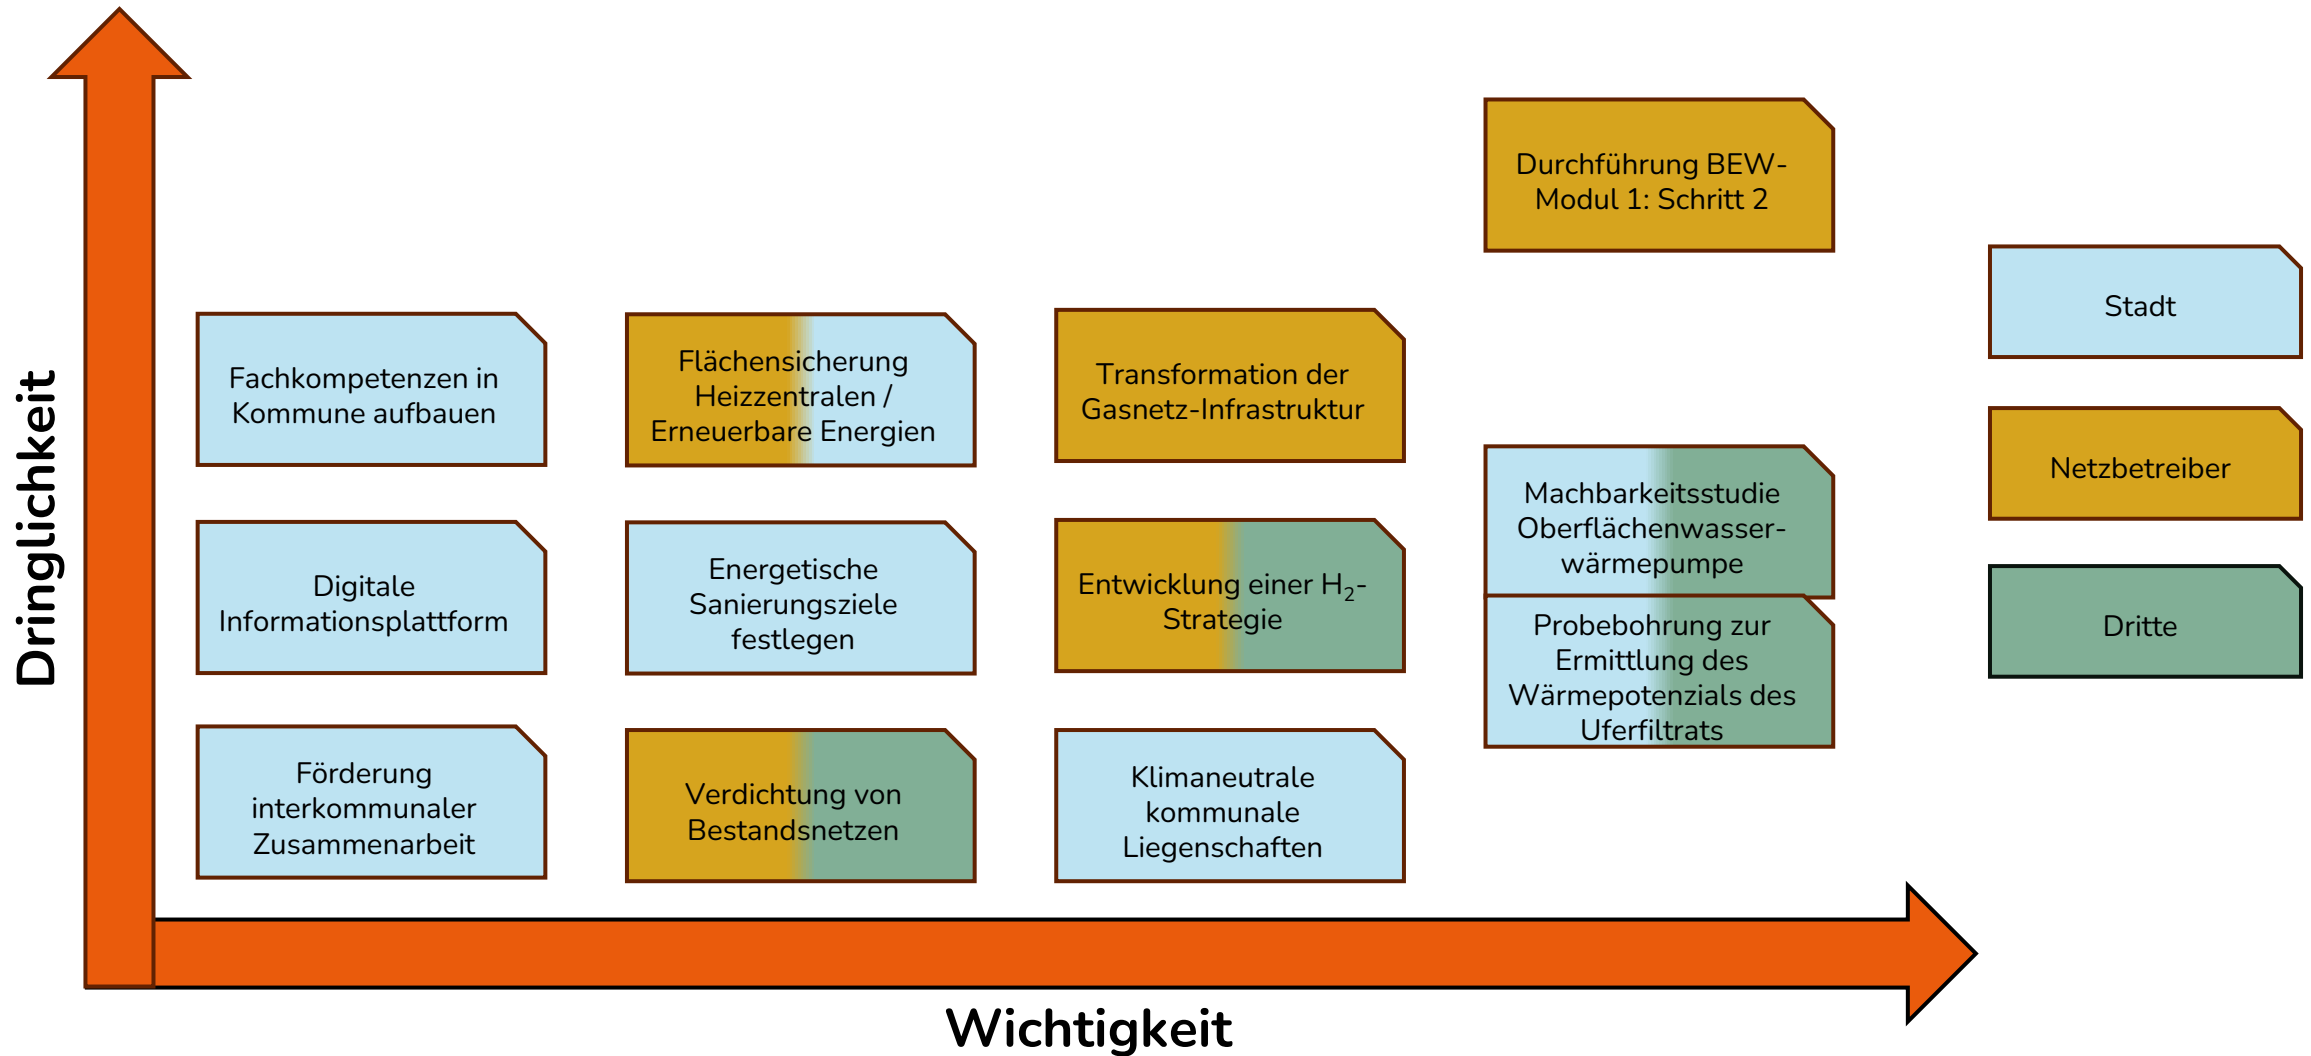 Dringlichkeit
Durchführung BEW-
Modul 1: Schritt 2
Fachkompetenzen in
Kommune aufbauen
Flächensicherung
Heizzentralen /
Erneuerbare Energien
Transformation der
Gasnetz-Infrastruktur
Machbarkeitsstudie
Oberflächenwasser-
wärmepumpe
Digitale
Informationsplattform
Energetische
Sanierungsziele
festlegen
Entwicklung einer H₂-
Strategie
Probebohrung zur
Ermittlung des
Wärmepotenzials des
Uferfiltrats
Förderung
interkommunaler
Zusammenarbeit
Verdichtung von
Bestandsnetzen
Klimaneutrale
kommunale
Liegenschaften
Wichtigkeit
Stadt
Netzbetreiber
Dritte